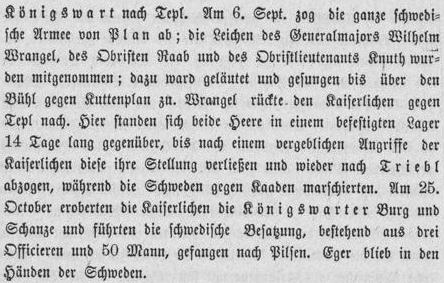 Königswart nach Tepl. Am 6. Sept. zog die ganze schwedi-
sche Armee von Plan ab; die Leichen des Generalmajors Wilhelm
Wrangel, des Obristen Raab und des Obristlieutenants Knuth wur-
den mitgenommen; dazu ward geläutet und gesungen bis über den
Bühl gegen Kuttenplan zu. Wrangel rückte den Kaiserlichen gegen
Tepl nach. Hier standen sich beide Heere in einem befestigten Lager
14 Tage lang gegenüber, bis nach einem vergeblichen Angriffe der
Kaiserlichen diese ihre Stellung verließen und wieder nach Triebl
abzogen, während die Schweden gegen Kaaden marschierten. Am 25.
October eroberten die Kaiserlichen die Königswarter Burg und
Schanze und führten die schwedische Besatzung, bestehend aus drei
Officieren und 50 Mann, gefangen nach Pilsen. Eger blieb in den
Händen der Schweden.